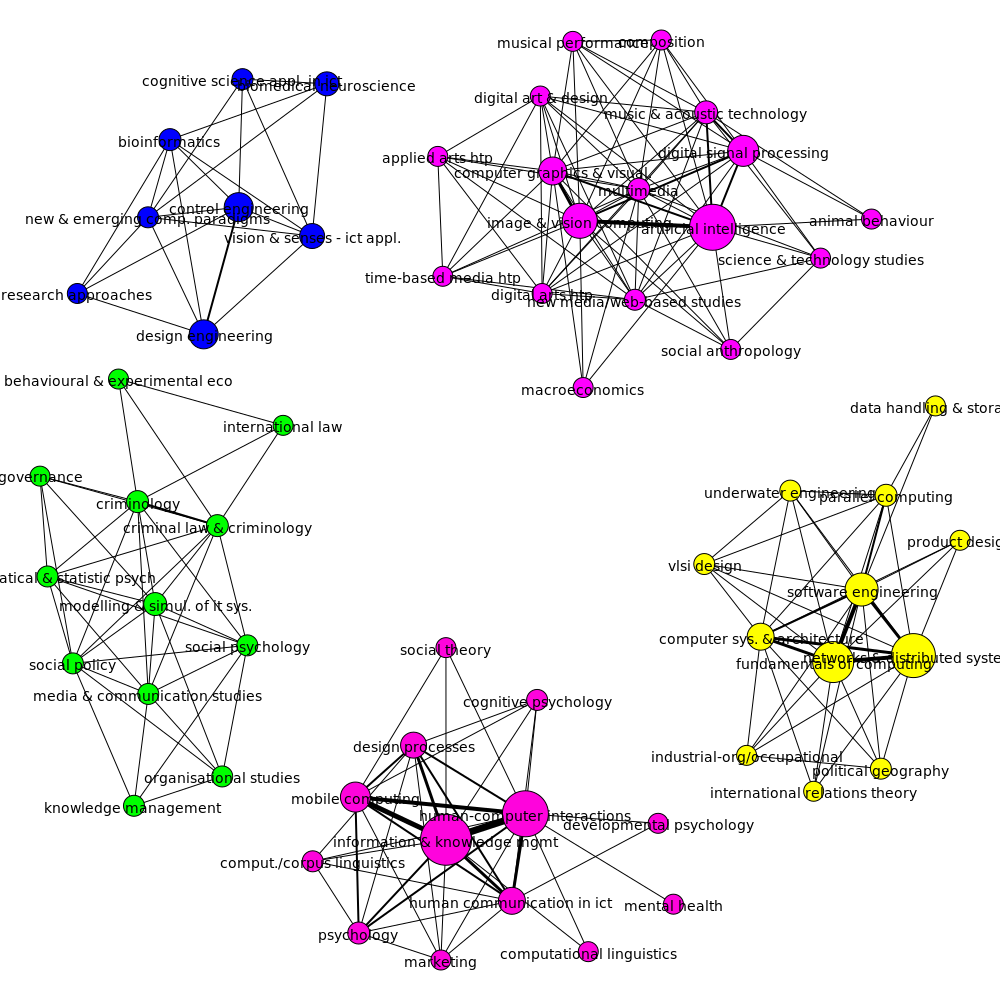 musical performance
composition
cognitive science appl. in ict
biomedical neuroscience
digital art & design
music & acoustic technology
bioinformatics
digital signal processing
applied arts htp
computer graphics & visual.
multimedia
control engineering
new & emerging comp. paradigms
image & vision computing
artificial intelligence
animal behaviour
vision & senses - ict appl.
science & technology studies
time-based media htp
research approaches
digital arts htp
new media/web-based studies
design engineering
social anthropology
behavioural & experimental eco
macroeconomics
data handling & stora
international law
governance
underwater engineering
parallel computing
criminology
criminal law & criminology
product desig
vlsi design
atical & statistic psych
software engineering
modelling & simul. of it sys.
computer sys. & architecture
social psychology
social theory
networks & distributed syste
fundamentals of computing
social policy
media & communication studies
cognitive psychology
design processes
industrial-org/occupational
political geography
organisational studies
international relations theory
mobile computing
knowledge management
human-computer interactions
developmental psychology
information & knowledge mgmt
comput./corpus linguistics
human communication in ict
mental health
psychology
computational linguistics
marketing